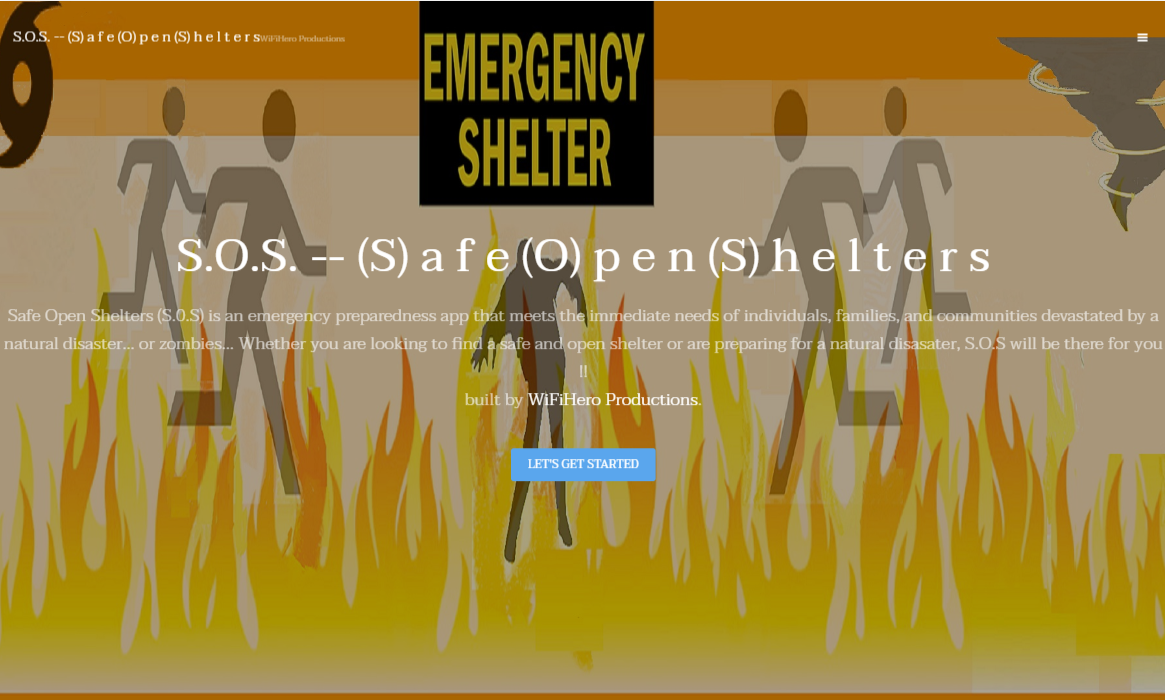 S.O.S. -- (S) a f e (O) p e n (S) h e l t e r s WiFiHero Productions
EMERGENCY
SHELTER
S.O.S. -- (S) a f e (O) p e n (S) h e l t e r s
Safe Open Shelters (S.0.S) is an emergency preparedness app that meets the immediate needs of individuals, families, and communities devastated by a
natural disaster... or zombies... Whether you are looking to find a safe and open shelter or are preparing for a natural disasater, S.O.S will be there for you
!!
built by WiFiHero Productions.
LET'S GET STARTED
"